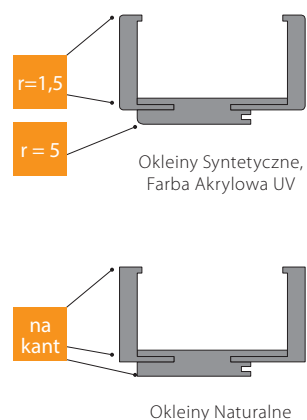 r=1,5
r = 5
Okleiny Syntetyczne,
Farba Akrylowa UV
na
kant
Okleiny Naturalne